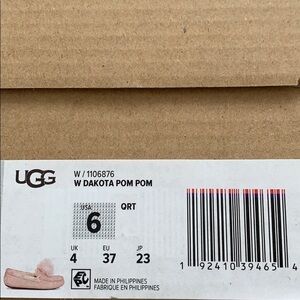 UGG
W / 1106876
W DAKOTA POM POM
USA
6
QRT
UK EU JP
4 37 23
MADE IN PHILIPPINES
FABRIQUE EN PHILIPPINES
1 92410 39465 4